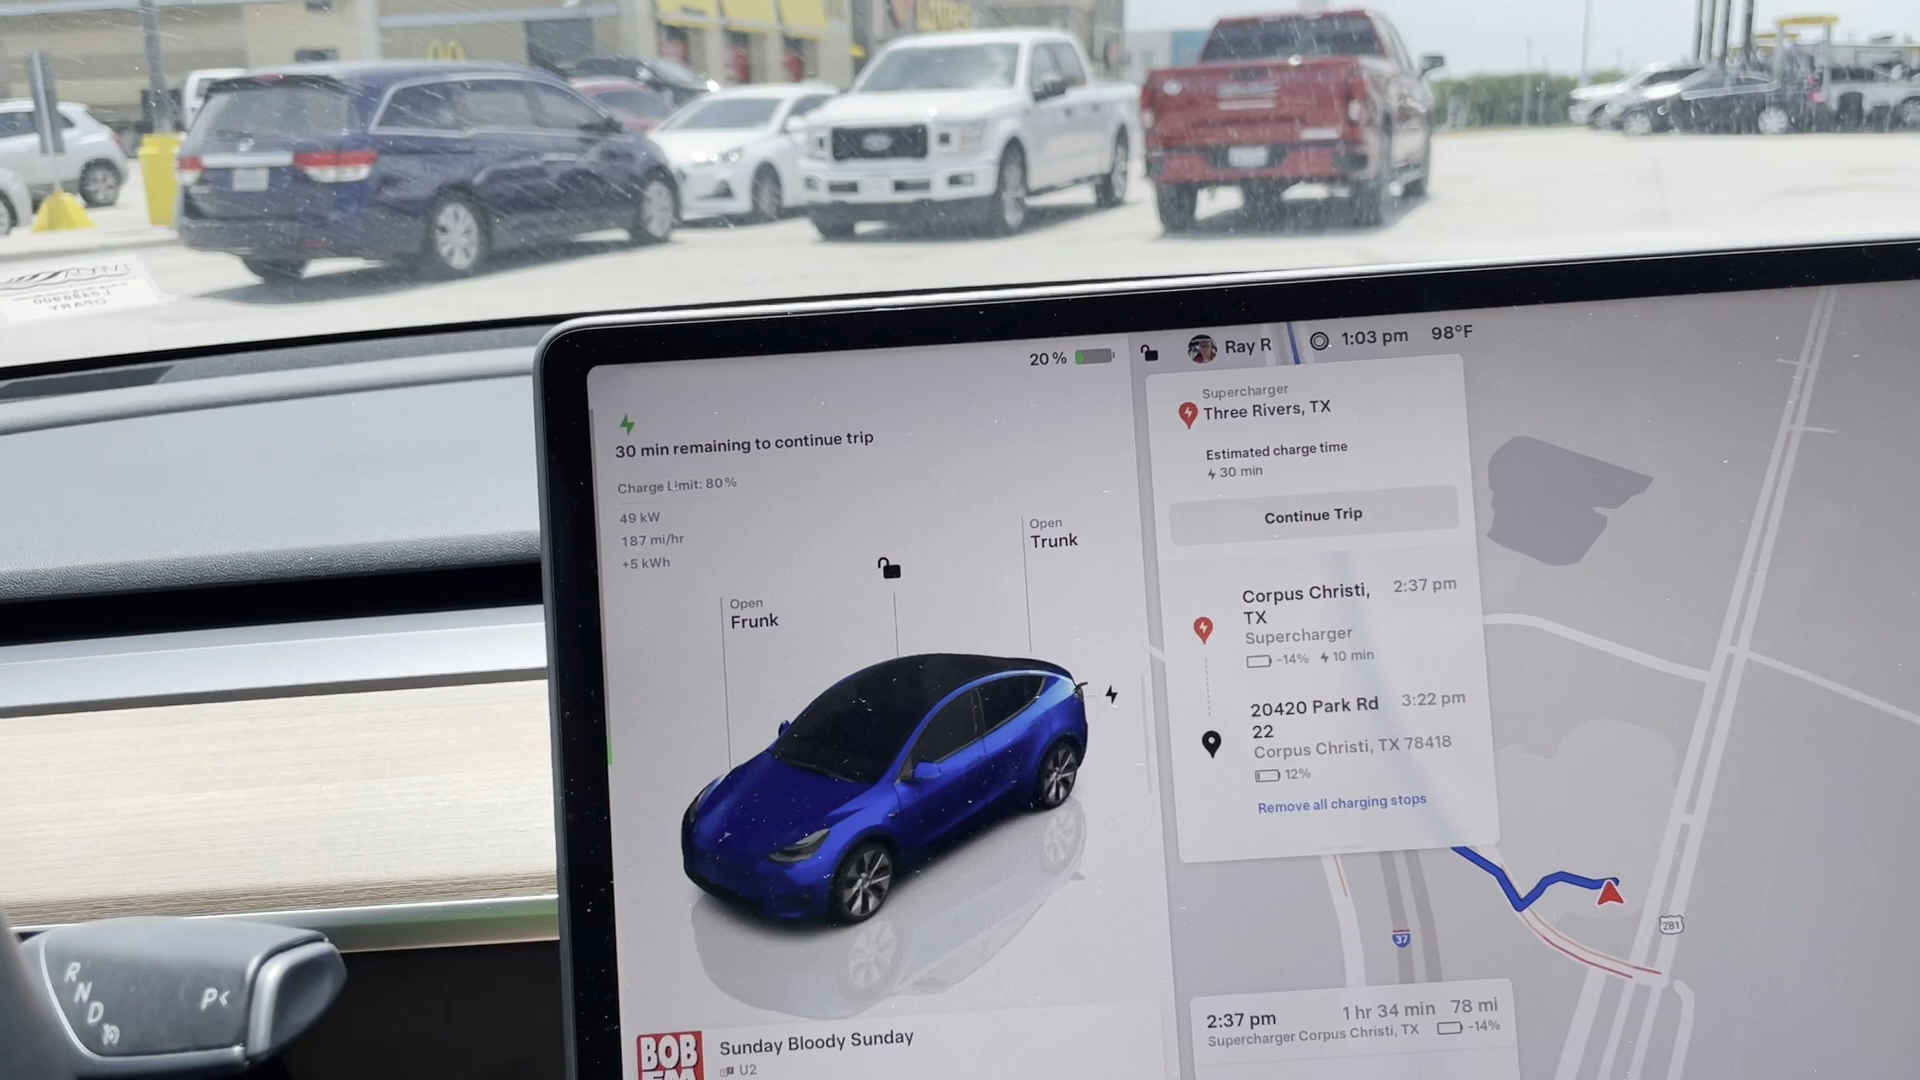 20%
Ray R
1:03 pm
98°F
30 min remaining to continue trip
Charge Limit: 80%
49 kW
187 mi/hr
+5 kWh
Open
Frunk
Open
Trunk
Supercharger
Three Rivers, TX
Estimated charge time
30 min
Continue Trip
Corpus Christi, 2:37 pm
TX
Supercharger
-14% 10 min
20420 Park Rd 3:22 pm
22
Corpus Christi, TX 78418
12%
Remove all charging stops
281
37
2:37 pm 1 hr 34 min 78 mi
Supercharger Corpus Christi, TX -14%
R
N
D
P<
BOB
FM
Sunday Bloody Sunday
U2